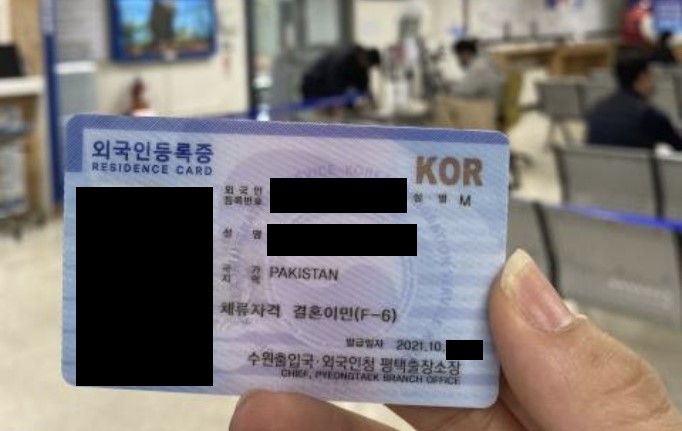 외국인등록증
RESIDENCE CARD
KOR
외국인
등록번호
성 별 M
성 명
국 가
지 역
PAKISTAN
체류자격 결혼이민(F-6)
발급일자 2021.10.
수원출입국·외국인청 평택출장소장
CHIEF, PYEONGTAEK BRANCH OFFICE